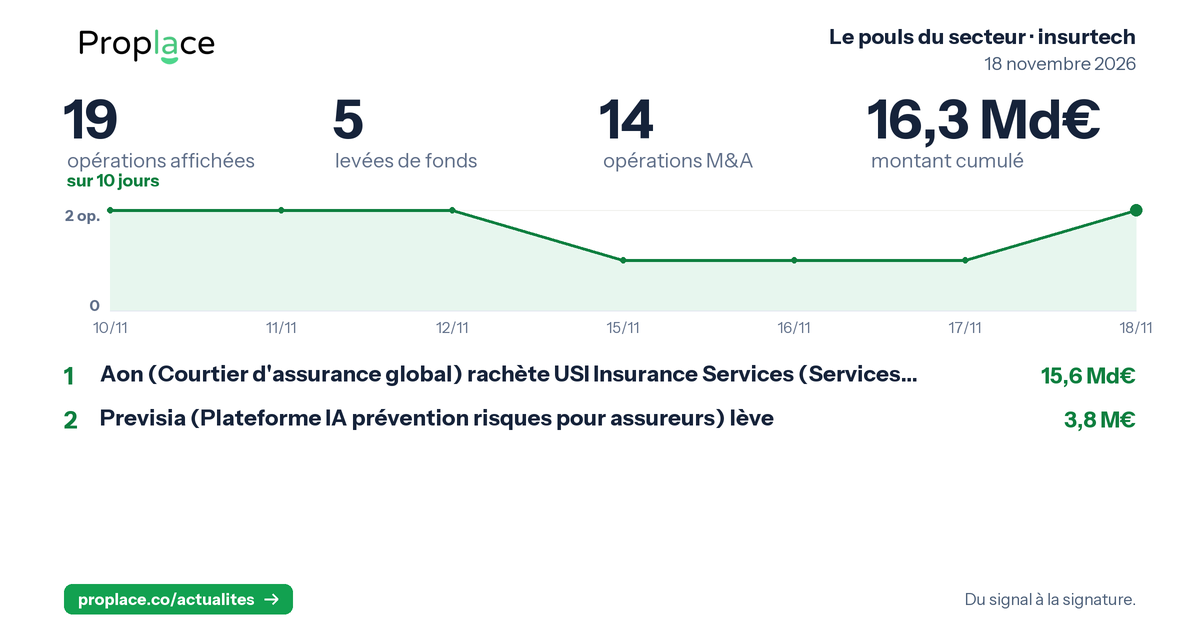 Proplace
Le pouls du secteur · insurtech
18 novembre 2026
19
opérations affichées
sur 10 jours
5
levées de fonds
14
opérations M&A
16,3 Md€
montant cumulé
2 op.
0
10/11
11/11
12/11
15/11
16/11
17/11
18/11
1 Aon (Courtier d'assurance global) rachète USI Insurance Services (Services... 15,6 Md€
2 Previsia (Plateforme IA prévention risques pour assureurs) lève 3,8 M€
proplace.co/actualites →
Du signal à la signature.